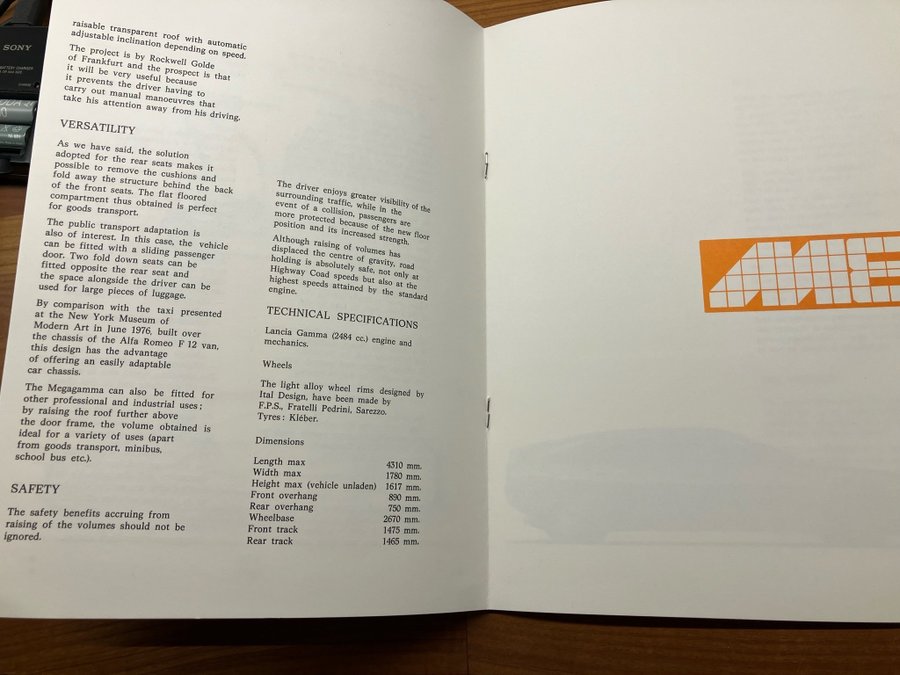 SONY
BATTERY CHARGER
raisable transparent roof with automatic
adjustable inclination depending on speed.
The project is by Rockwell Golde
of Frankfurt and the prospect is that
it will be very useful because
it prevents the driver having to
carry out manual manoeuvres that
take his attention away from his driving.
VERSATILITY
As we have said, the solution
adopted for the rear seats makes it
possible to remove the cushions and
fold away the structure behind the back
of the front seats. The flat floored
compartment thus obtained is perfect
for goods transport.
The public transport adaptation is
also of interest. In this case, the vehicle
can be fitted with a sliding passenger
door. Two fold down seats can be
fitted opposite the rear seat and
the space alongside the driver can be
used for large pieces of luggage.
By comparison with the taxi presented
at the New York Museum of
Modern Art in June 1976, built over
the chassis of the Alfa Romeo F 12 van,
this design has the advantage
of offering an easily adaptable
car chassis.
The Megagamma can also be fitted for
other professional and industrial uses;
by raising the roof further above
the door frame, the volume obtained is
ideal for a variety of uses (apart
from goods transport, minibus,
school bus etc.).
SAFETY
The safety benefits accruing from
raising of the volumes should not be
ignored.
The driver enjoys greater visibility of the
surrounding traffic, while in the
event of a collision, passengers are
more protected because of the new floor
position and its increased strength.
Although raising of volumes has
displaced the centre of gravity, road
holding is absolutely safe, not only at
Highway Coad speeds but also at the
highest speeds attained by the standard
engine.
TECHNICAL SPECIFICATIONS
Lancia Gamma (2484 cc.) engine and
mechanics.
Wheels
The light alloy wheel rims designed by
Ital Design, have been made by
F.P.S., Fratelli Pedrini, Sarezzo.
Tyres: Kléber.
Dimensions
Length max 4310 mm.
Width max 1780 mm.
Height max (vehicle unladen) 1617 mm.
Front overhang 890 mm.
Rear overhang 750 mm.
Wheelbase 2670 mm.
Front track 1475 mm.
Rear track 1465 mm.
ME